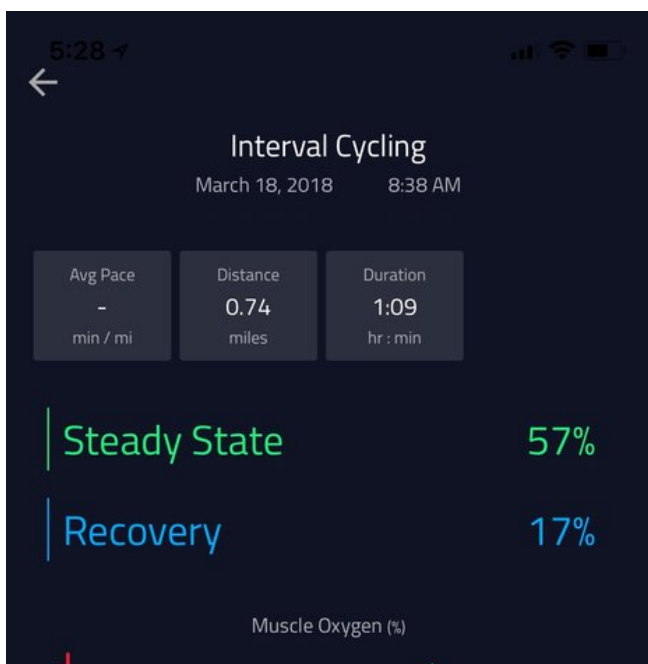 5:28
Interval Cycling
March 18, 2018 8:38 AM
Avg Pace Distance Duration
- 0.74 1:09
min / mi miles hr : min
Steady State 57%
Recovery 17%
Muscle Oxygen (%)